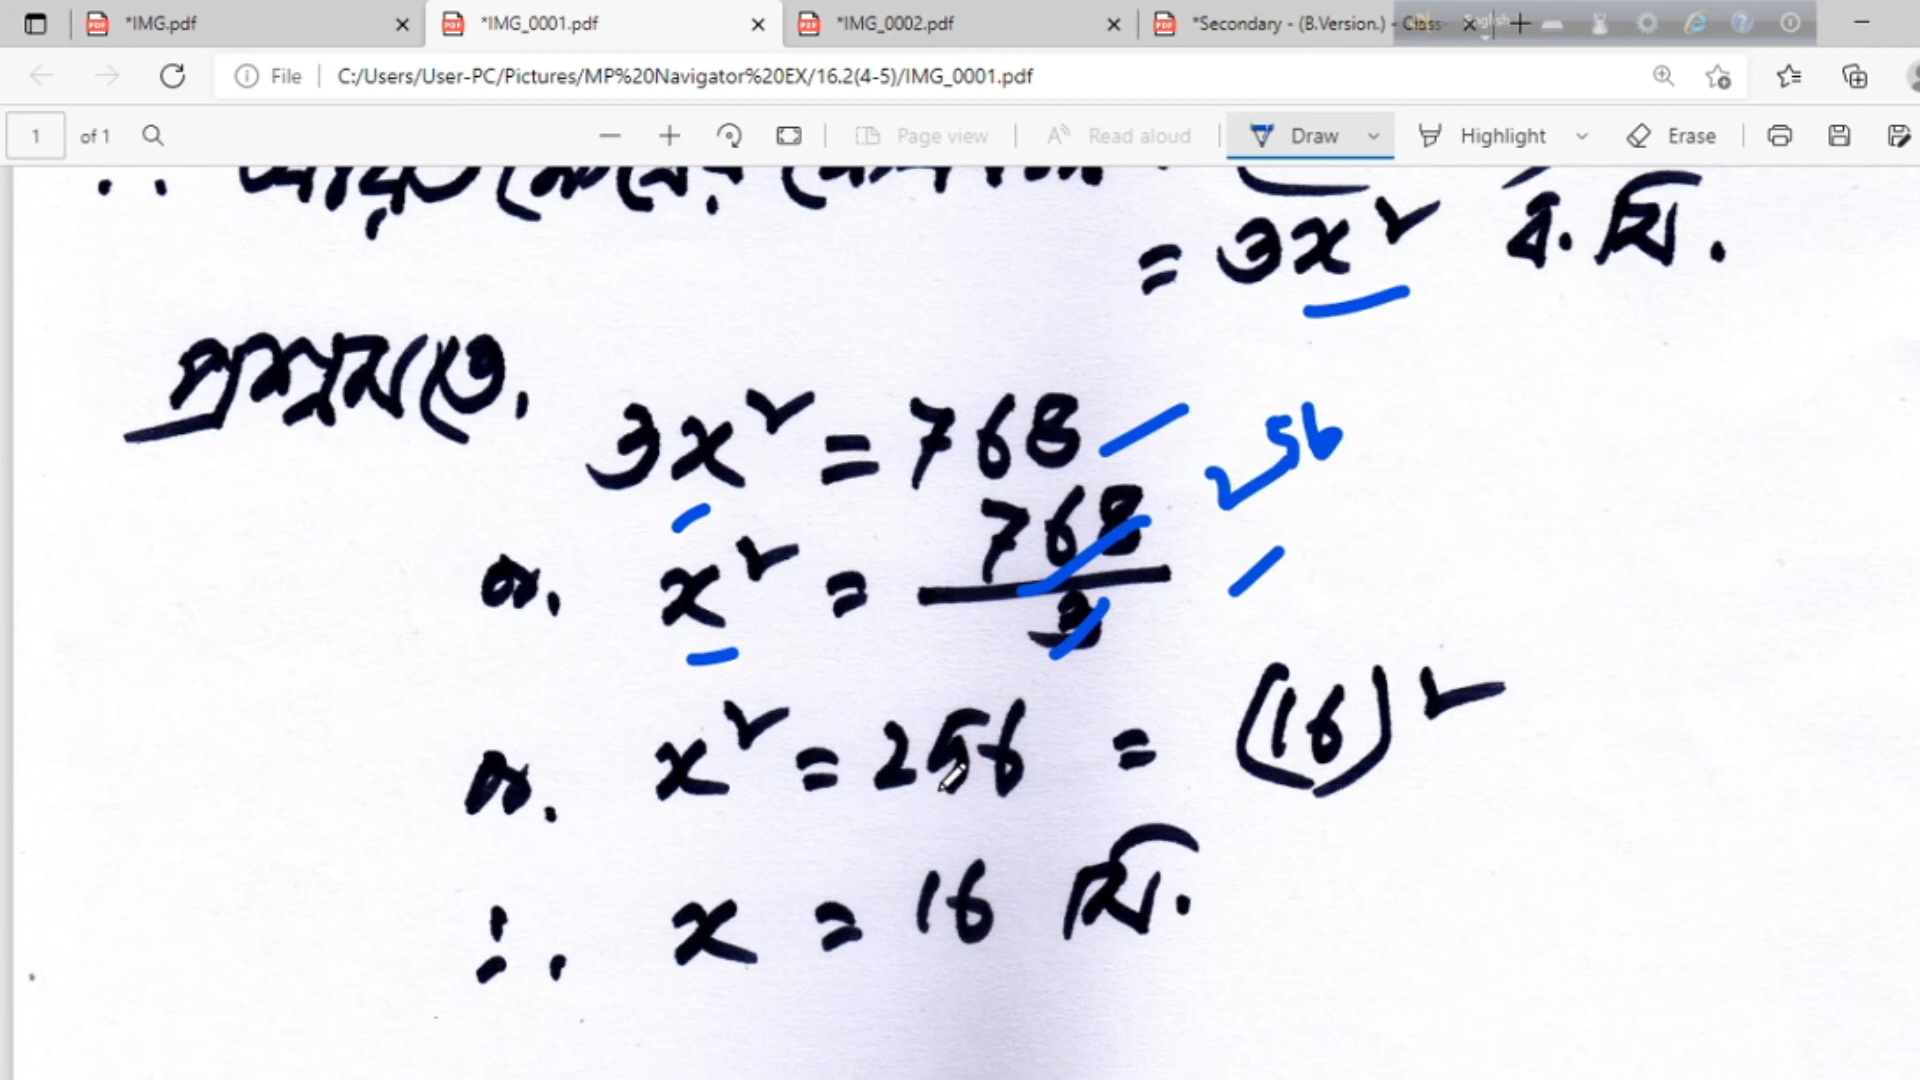 *IMG.pdf
*IMG_0001.pdf
*IMG_0002.pdf
*Secondary - (B.Version.) - Class
English
File
C:/Users/User-PC/Pictures/MP%20Navigator%20EX/16.2(4-5)/IMG_0001.pdf
1 of 1
Page view
Read aloud
Draw
Highlight
Erase
= 3x² ব. মি.
প্রশ্নমতে,
3x² = 768
256
বা, x² = 768/3
বা, x² = 256 = (16)²
∴ x = 16 মি.